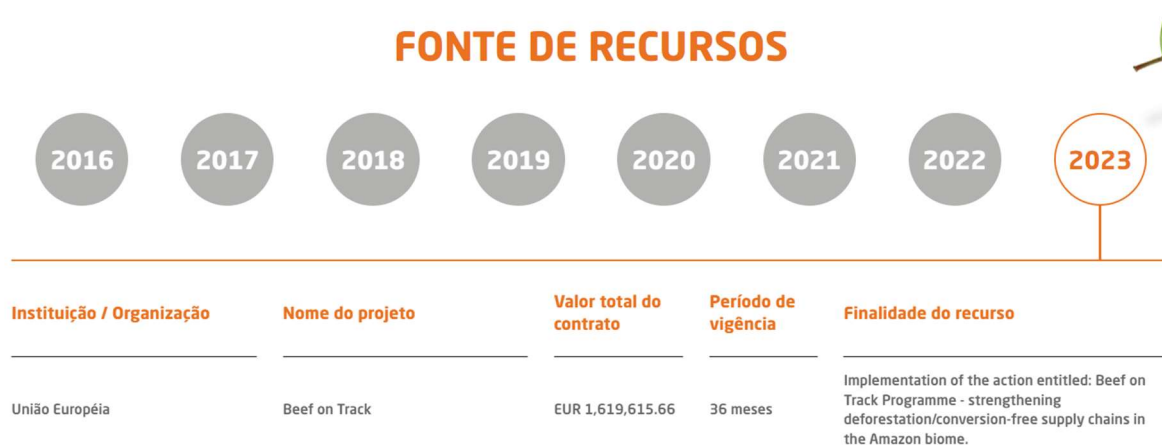 FONTE DE RECURSOS
2016 2017 2018 2019 2020 2021 2022 2023
Instituição / Organização
Nome do projeto
Valor total do
contrato
Período de
vigência
Finalidade do recurso
União Européia
Beef on Track
EUR 1,619,615.66
36 meses
Implementation of the action entitled: Beef on
Track Programme - strengthening
deforestation/conversion-free supply chains in
the Amazon biome.